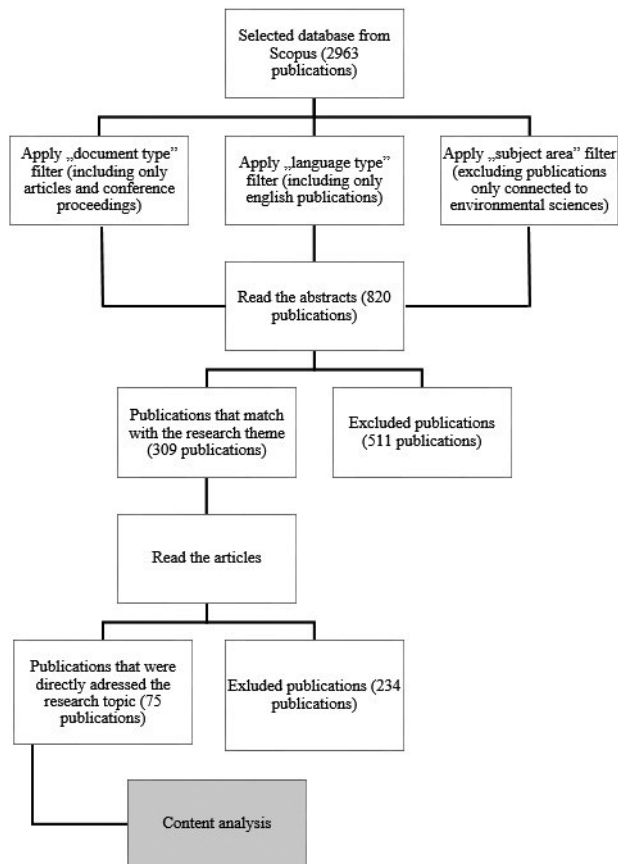 Selected database from
Scopus (2963
publications)
Apply „document type”
filter (including only
articles and conference
proceedings)
Apply „language type”
filter (including only
english publications)
Apply „subject area” filter
(excluding publications
only connected to
environmental sciences)
Read the abstracts (820
publications)
Publications that match
with the research theme
(309 publications)
Excluded publications
(511 publications)
Read the articles
Publications that were
directly adressed the
research topic (75
publications)
Exluded publications (234
publications)
Content analysis